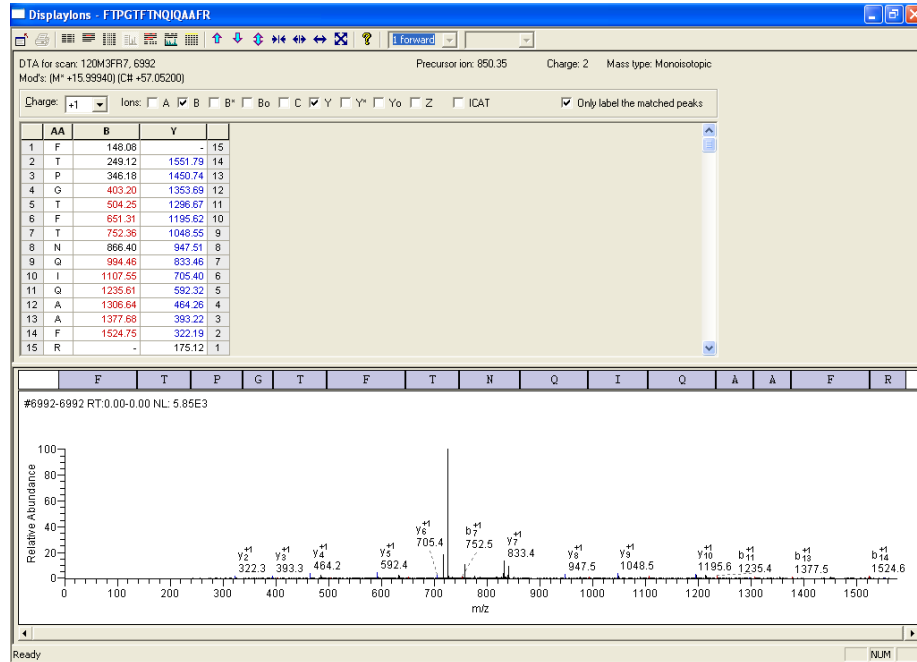 DisplayIons - FTPGTFTNQIQAAFR
1 forward
DTA for scan: 120M3FR7, 6992 Precursor ion: 850.35 Charge: 2 Mass type: Monoisotopic
Mod's: (M* +15.99940) (C# +57.05200)
Charge: +1 Ions: A B B* Bo C Y Y* Yo Z ICAT Only label the matched peaks
AA B Y
1 F 148.08 - 15
2 T 249.12 1551.79 14
3 P 346.18 1450.74 13
4 G 403.20 1353.69 12
5 T 504.25 1296.67 11
6 F 651.31 1195.62 10
7 T 752.36 1048.55 9
8 N 866.40 947.51 8
9 Q 994.46 833.46 7
10 I 1107.55 705.40 6
11 Q 1235.61 592.32 5
12 A 1306.64 464.26 4
13 A 1377.68 393.22 3
14 F 1524.75 322.19 2
15 R - 175.12 1
F T P G T F T N Q I Q A A F R
#6992-6992 RT:0.00-0.00 NL: 5.85E3
Relative Abundance
100
80
60
40
20
0
y2+1 322.3
y3+1 393.3
y4+1 464.2
y5+1 592.4
y6+1 705.4
b7+1 752.5
y7+1 833.4
y8+1 947.5
y9+1 1048.5
y10+1 1195.6
b11+1 1235.4
b13+1 1377.5
b14+1 1524.6
0 100 200 300 400 500 600 700 800 900 1000 1100 1200 1300 1400 1500
m/z
Ready NUM